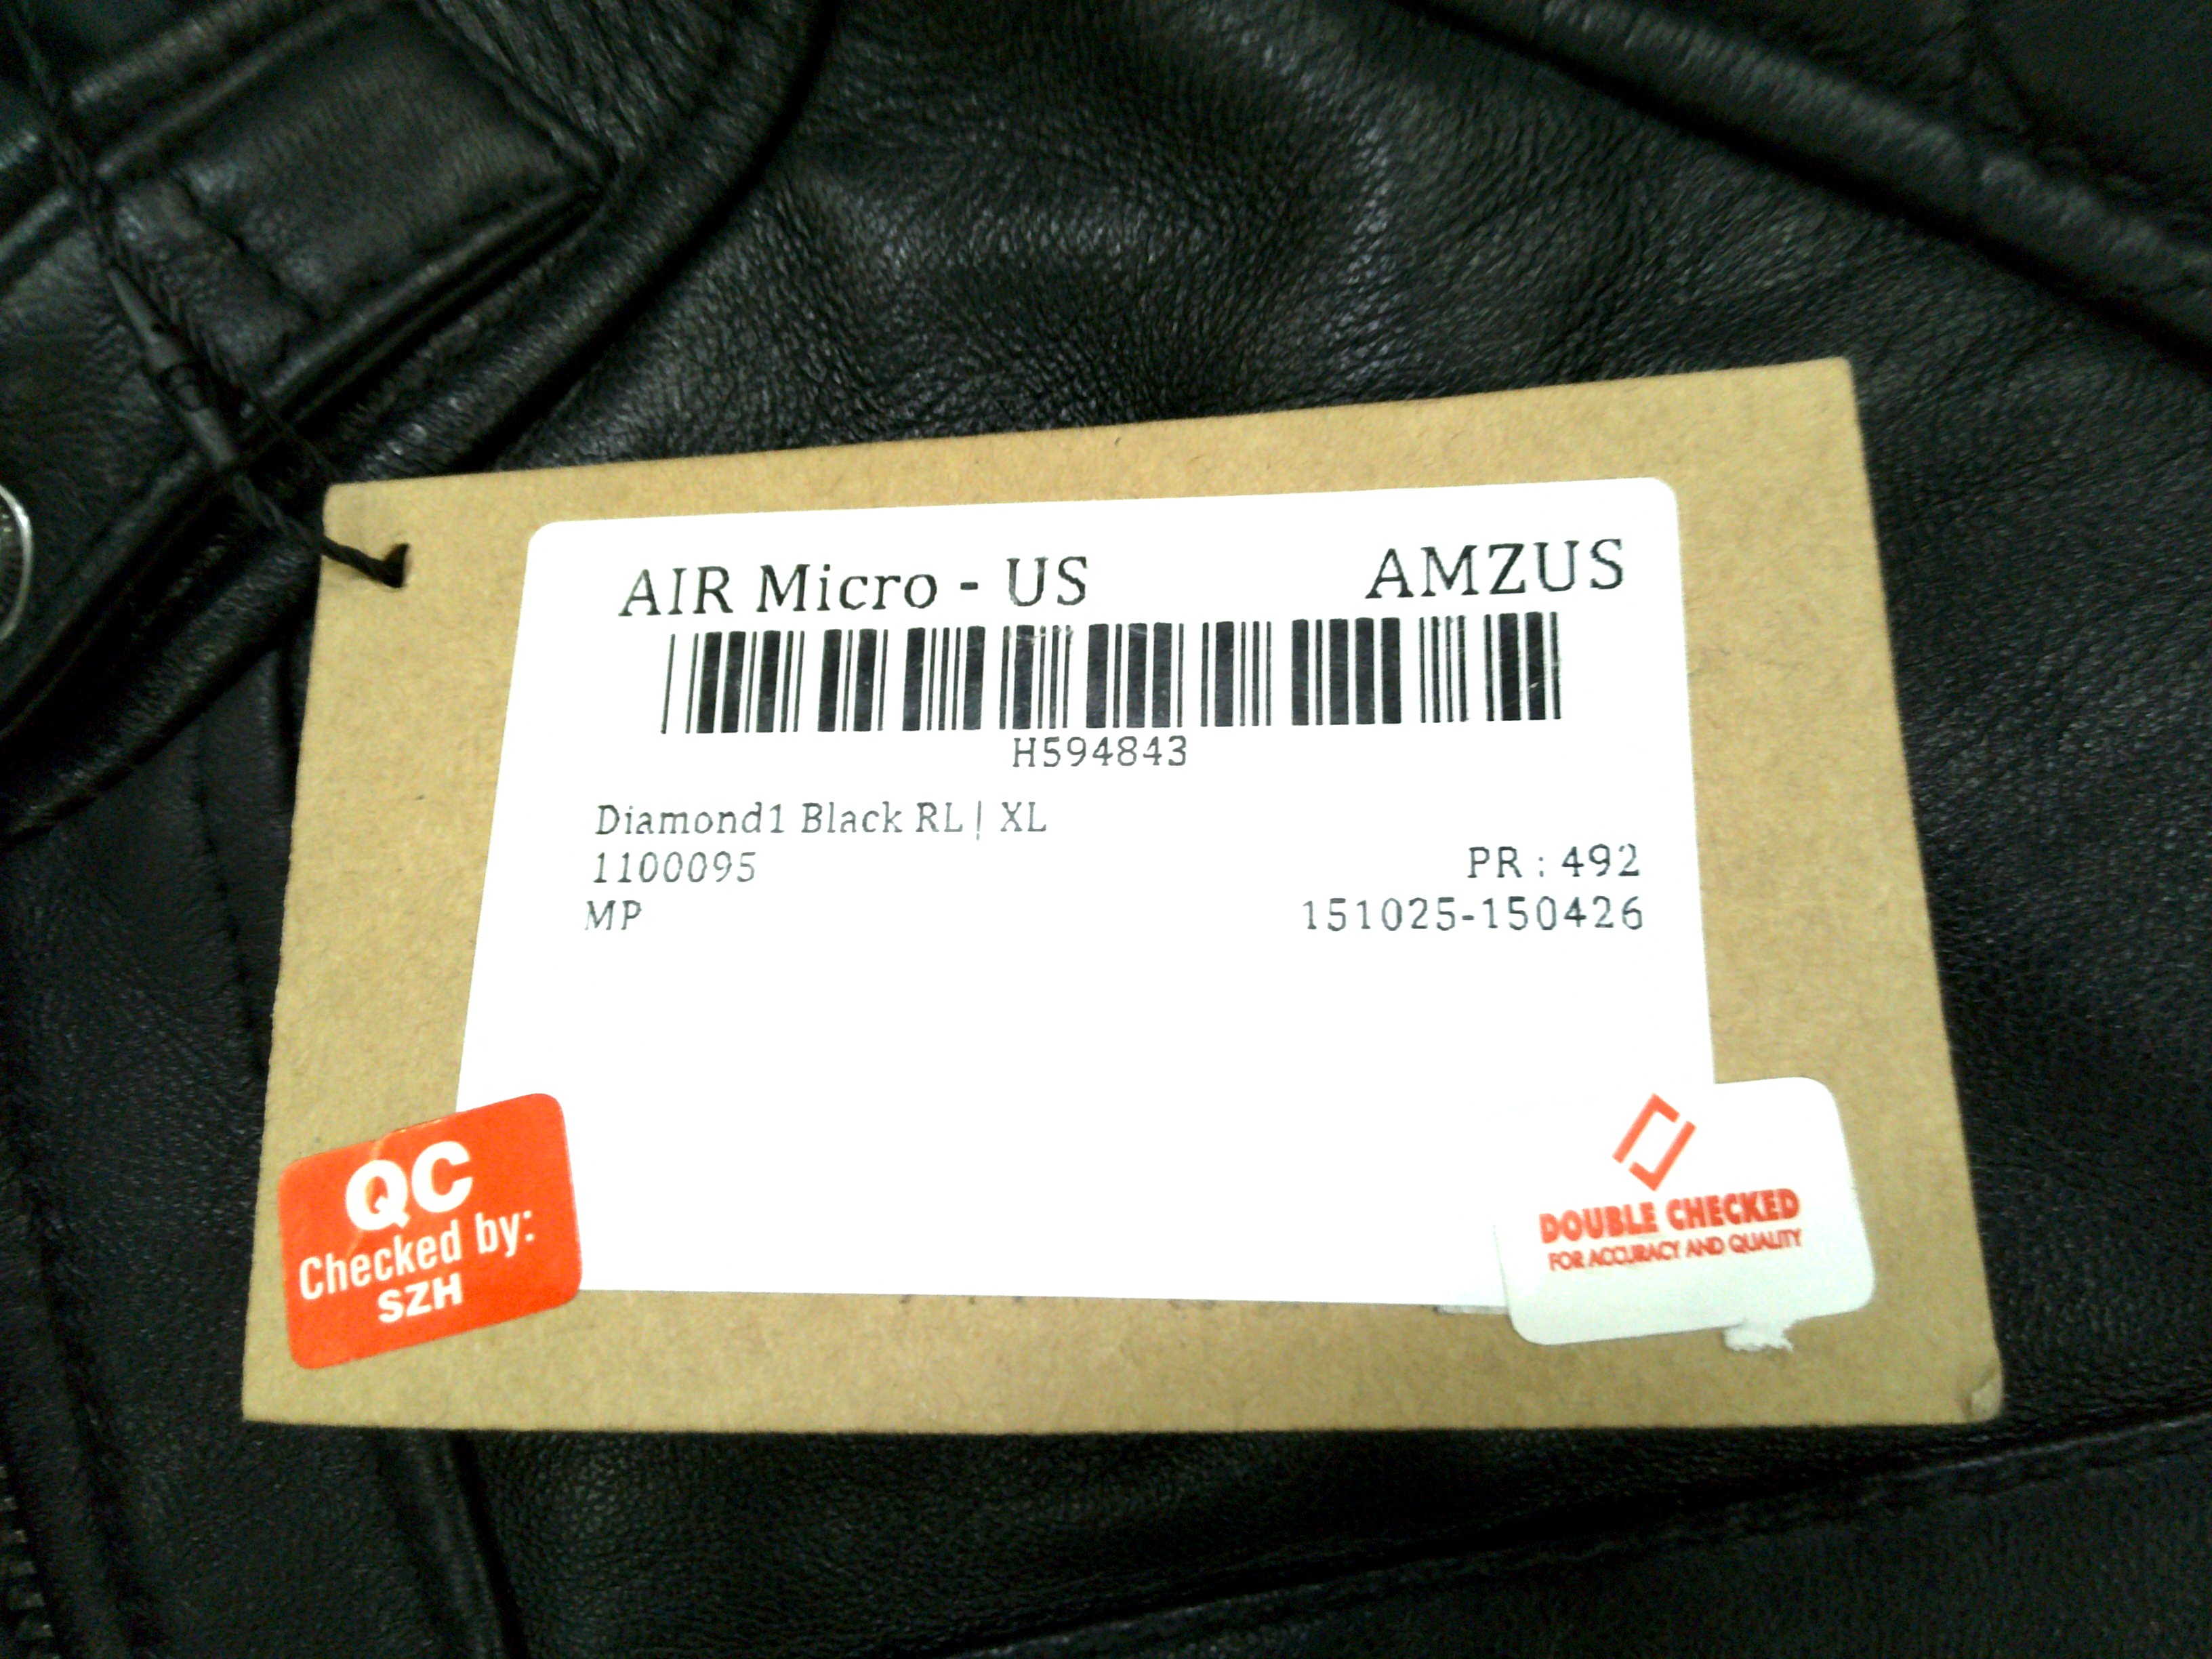 AIR Micro - US AMZUS
H594843
Diamond1 Black RL | XL
1100095 PR : 492
MP 151025-150426
QC
Checked by:
SZH
DOUBLE CHECKED
FOR ACCURACY AND QUALITY